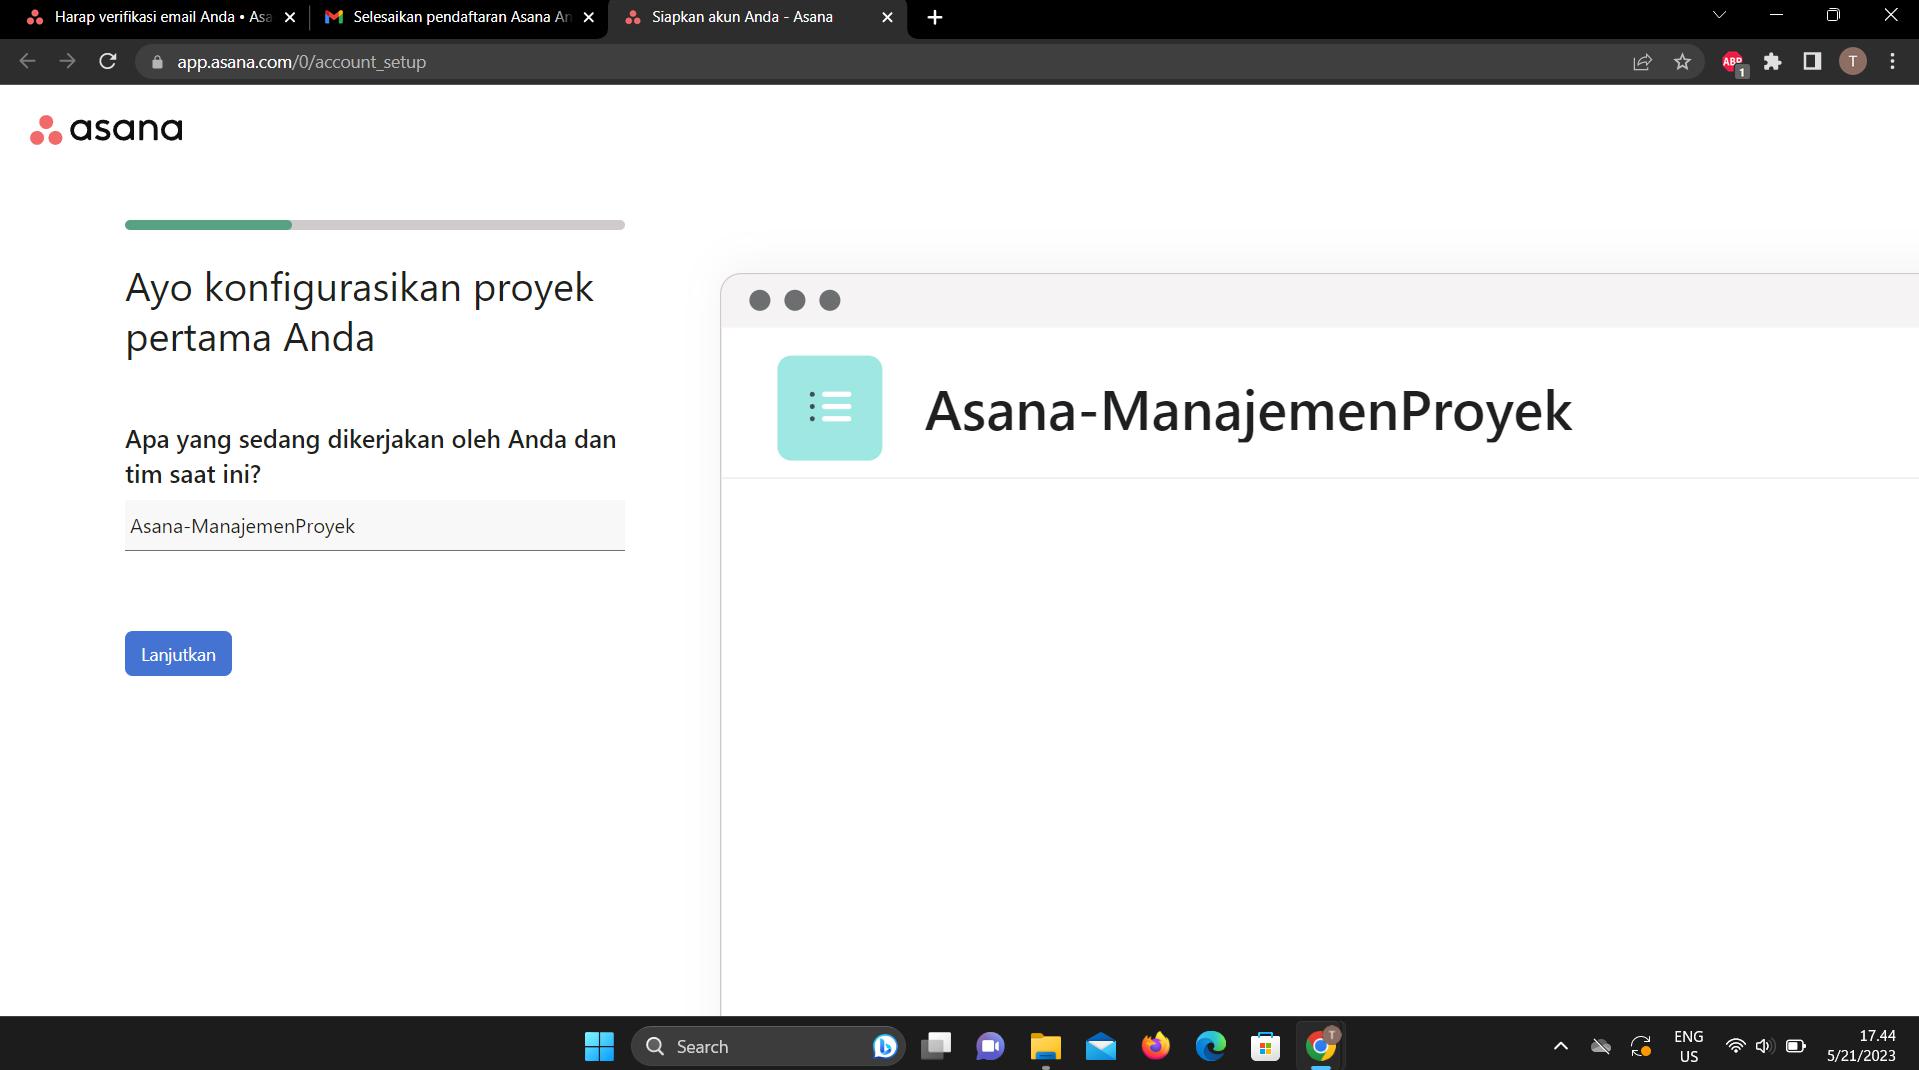 Harap verifikasi email Anda • Asa
Selesaikan pendaftaran Asana An
Siapkan akun Anda - Asana
app.asana.com/0/account_setup
ABP
1
T
asana
Ayo konfigurasikan proyek
pertama Anda
Apa yang sedang dikerjakan oleh Anda dan
tim saat ini?
Asana-ManajemenProyek
Lanjutkan
Asana-ManajemenProyek
Search
T
ENG
US
17.44
5/21/2023